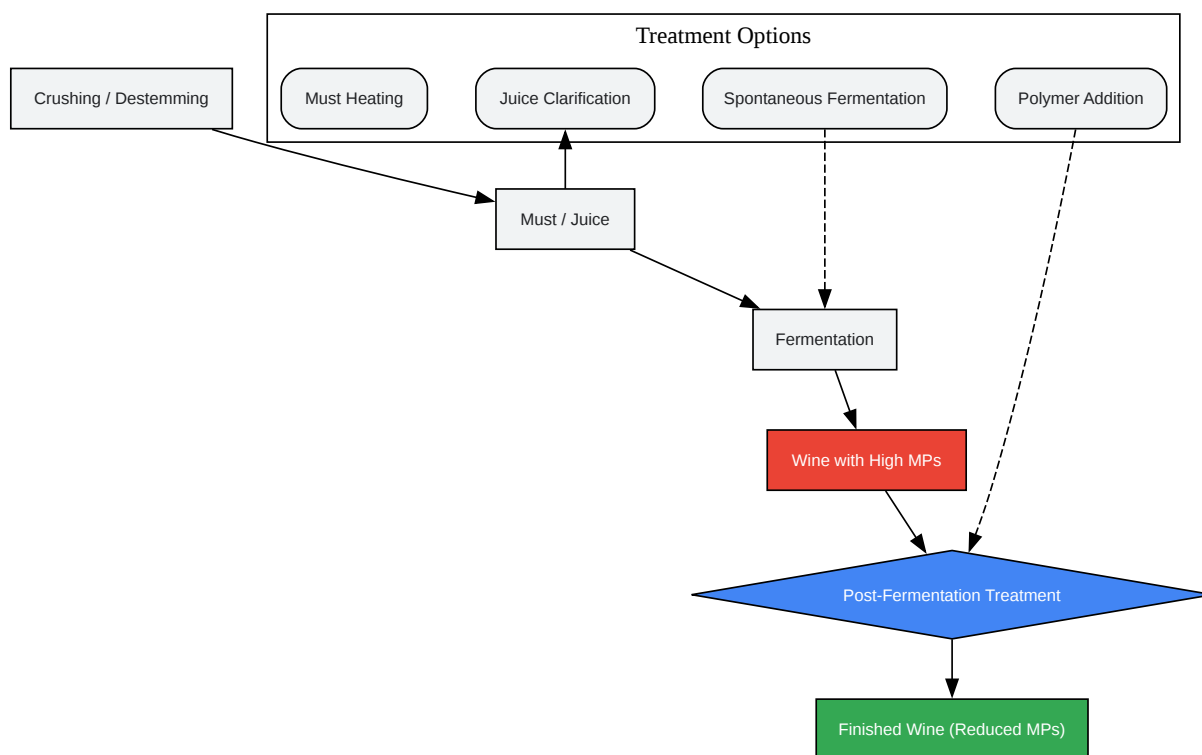 Treatment Options
Crushing / Destemming
Must Heating
Juice Clarification
Spontaneous Fermentation
Polymer Addition
Must / Juice
Fermentation
Wine with High MPs
Post-Fermentation Treatment
Finished Wine (Reduced MPs)